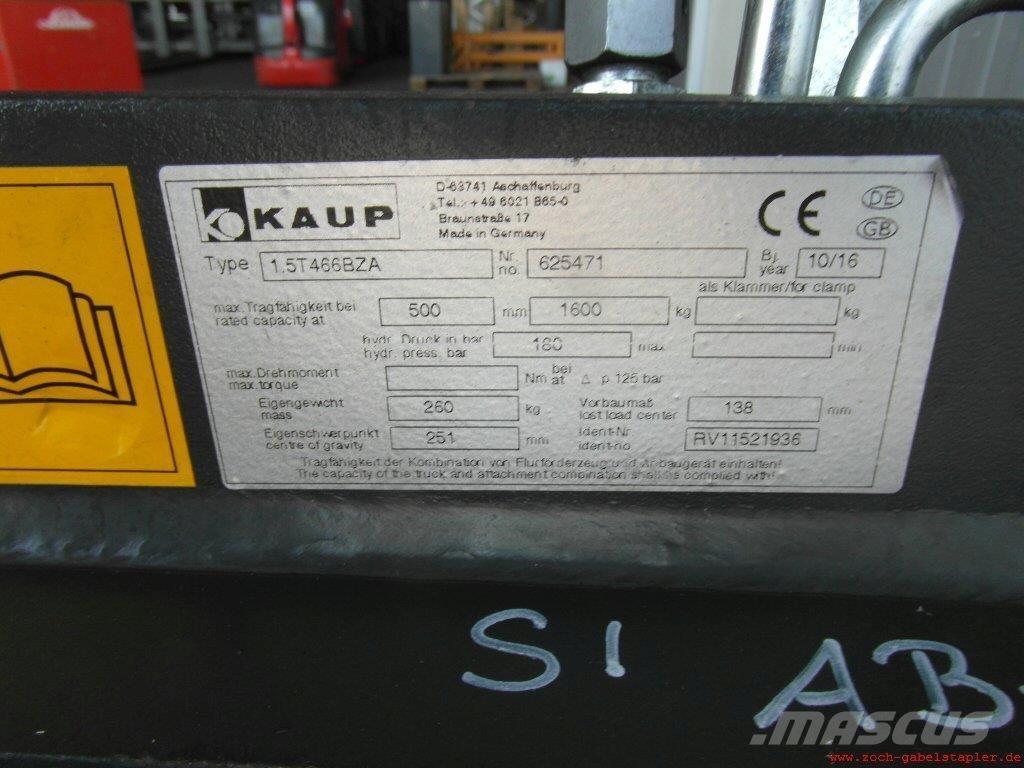 KAUP
D-63741 Aschaffenburg
Tel.: +49 6021 865-0
Braunstraße 17
Made in Germany
CE
DE
GB
Type 1.5T466BZA Nr. no. 625471 Bj. year 10/16
als Klammer/for clamp
max. Tragfähigkeit bei
rated capacity at 500 mm 1600 kg kg
hydr. Druck in bar
hydr. press. bar 160 max min
max. Drehmoment
max. torque Nm bei at Δ p 125 bar
Eigengewicht
mass 260 kg Vorbaumaß
lost load center 138 mm
Eigenschwerpunkt
centre of gravity 251 mm Ident-Nr
ident-no RV11521936
Tragfähigkeit der Kombination von Flurförderzeug und Anbaugerät einhalten!
The capacity of the truck and attachment combination shall be complied with!
S1
AB
MASCUS
www.zoch-gabelstapler.de